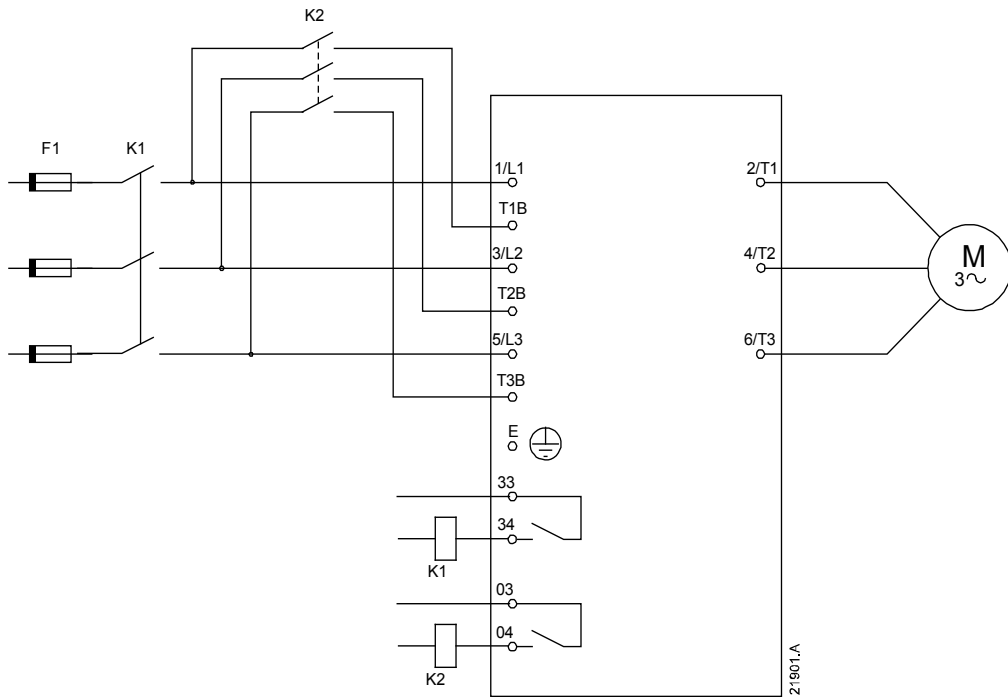 K2
F1
K1
1/L1
2/T1
T1B
M
3/L2
4/T2
3∿
T2B
5/L3
6/T3
T3B
E
33
34
K1
03
04
K2
21901.A